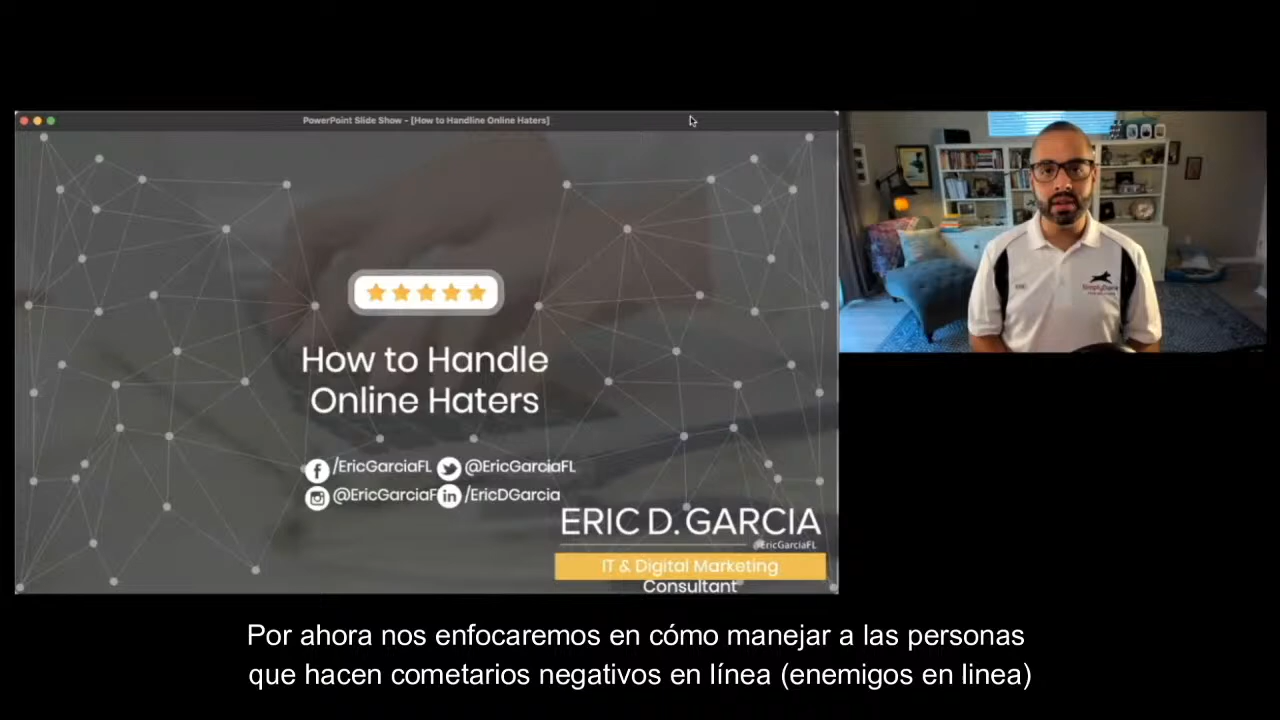 PowerPoint Slide Show - [How to Handline Online Haters]
How to Handle
Online Haters
/EricGarciaFL @EricGarciaFL
@EricGarciaF /EricDGarcia
ERIC D. GARCIA
@EricGarciaFL
IT & Digital Marketing
Consultant
Por ahora nos enfocaremos en cómo manejar a las personas
que hacen cometarios negativos en línea (enemigos en linea)